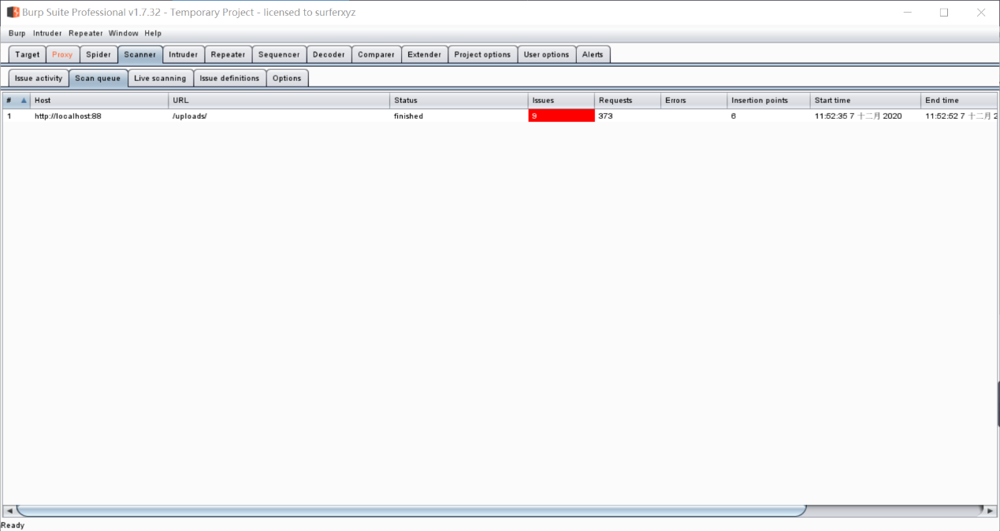 Burp Suite Professional v1.7.32 - Temporary Project - licensed to surferxyz
Burp Intruder Repeater Window Help
Target Proxy Spider Scanner Intruder Repeater Sequencer Decoder Comparer Extender Project options User options Alerts
Issue activity Scan queue Live scanning Issue definitions Options
# Host URL Status Issues Requests Errors Insertion points Start time End time
1 http://localhost:88 /uploads/ finished 9 373 6 11:52:35 7 十二月 2020 11:52:52 7 十二月 2
Ready